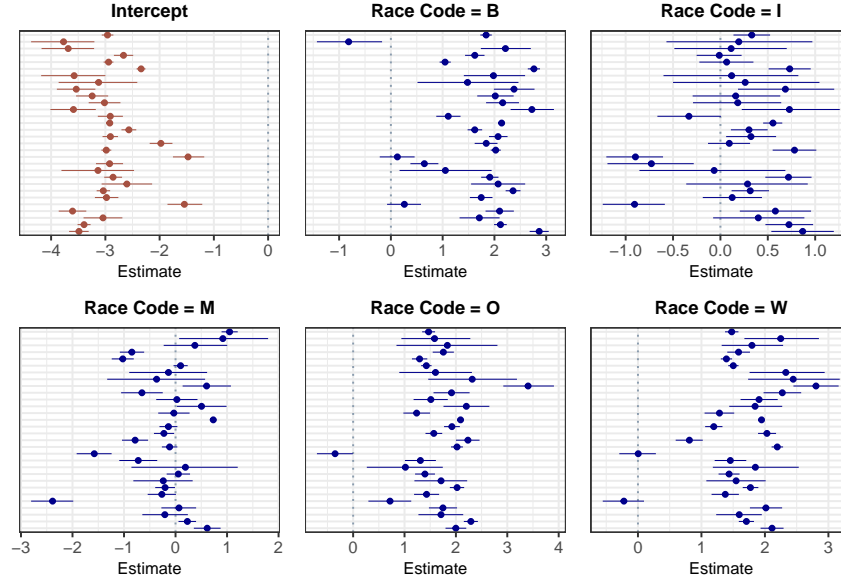 Intercept
Race Code = B
Race Code = I
−4 −3 −2 −1 0
−1 0 1 2 3
−1.0 −0.5 0.0 0.5 1.0
Estimate
Estimate
Estimate
Race Code = M
Race Code = O
Race Code = W
−3 −2 −1 0 1 2
0 1 2 3 4
0 1 2 3
Estimate
Estimate
Estimate